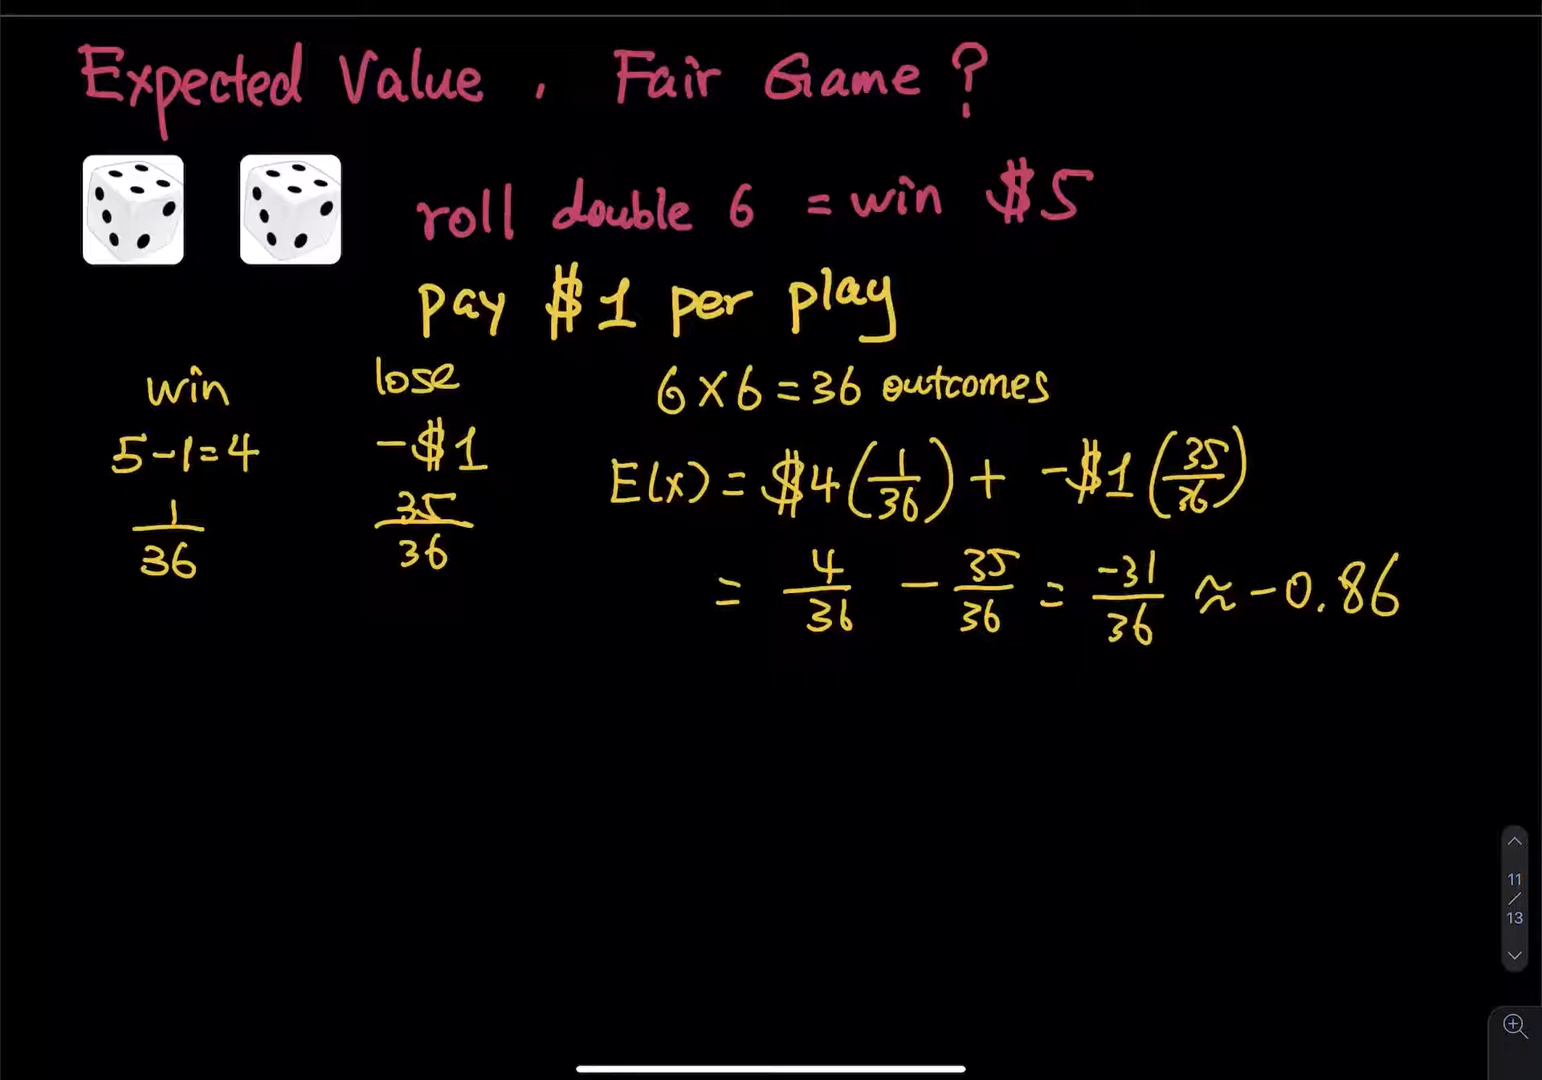 Expected Value, Fair Game?
roll double 6 = win $5
pay $1 per play
win lose 6 × 6 = 36 outcomes
5 - 1 = 4 -$1 E(x) = $4(1/36) + -$1(35/36)
1/36 35/36
= 4/36 - 35/36 = -31/36 ≈ -0.86
11
/
13